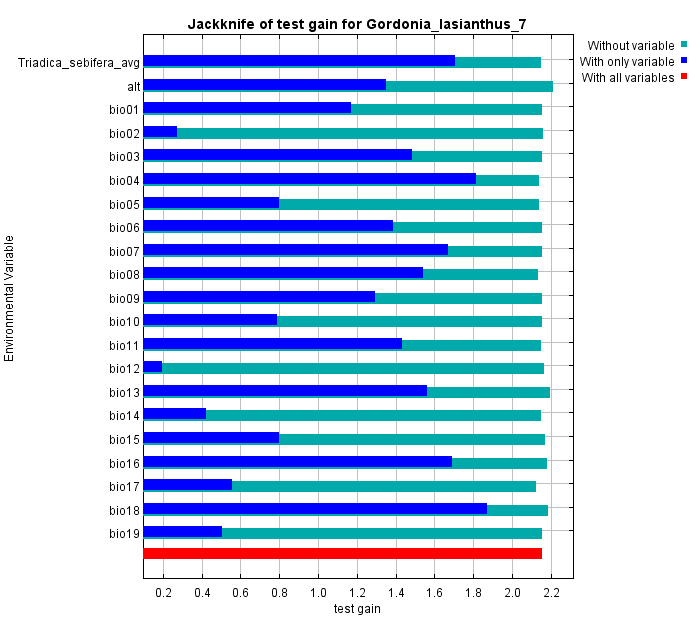 Jackknife of test gain for Gordonia_lasianthus_7
Without variable
With only variable
With all variables
Environmental Variable
Triadica_sebifera_avg
alt
bio01
bio02
bio03
bio04
bio05
bio06
bio07
bio08
bio09
bio10
bio11
bio12
bio13
bio14
bio15
bio16
bio17
bio18
bio19
0.2 0.4 0.6 0.8 1.0 1.2 1.4 1.6 1.8 2.0 2.2
test gain